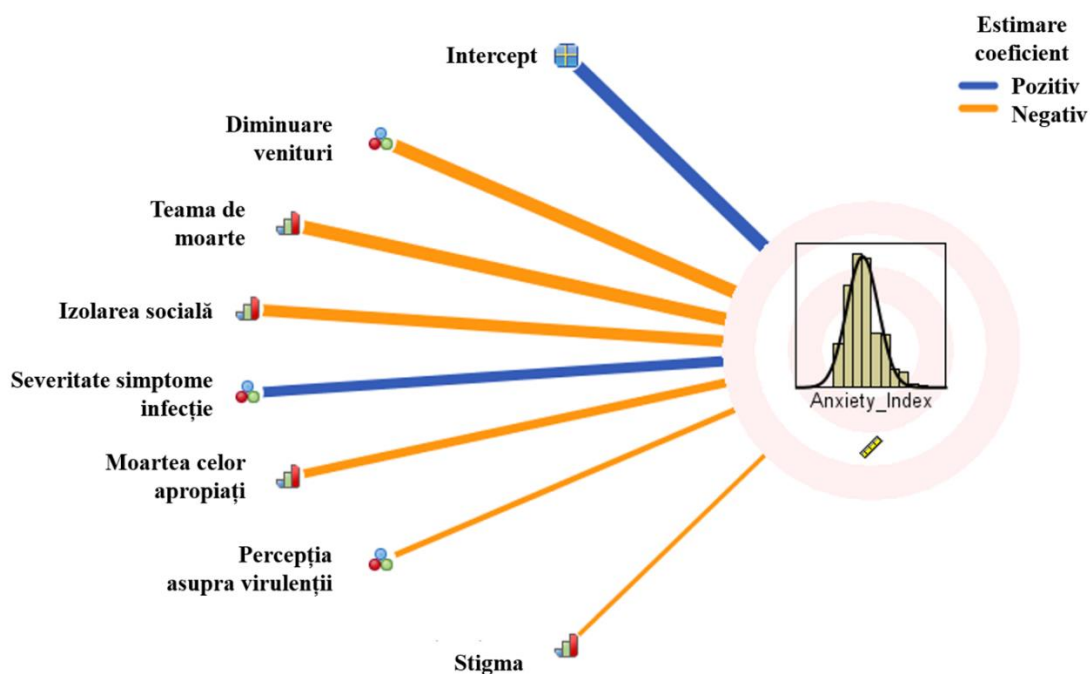 Estimare
coeficient
Pozitiv
Negativ
Intercept
Diminuare
venituri
Teama de
moarte
Izolarea socială
Severitate simptome
infecție
Moartea celor
apropiați
Percepția
asupra virulenții
Stigma
Anxiety_Index